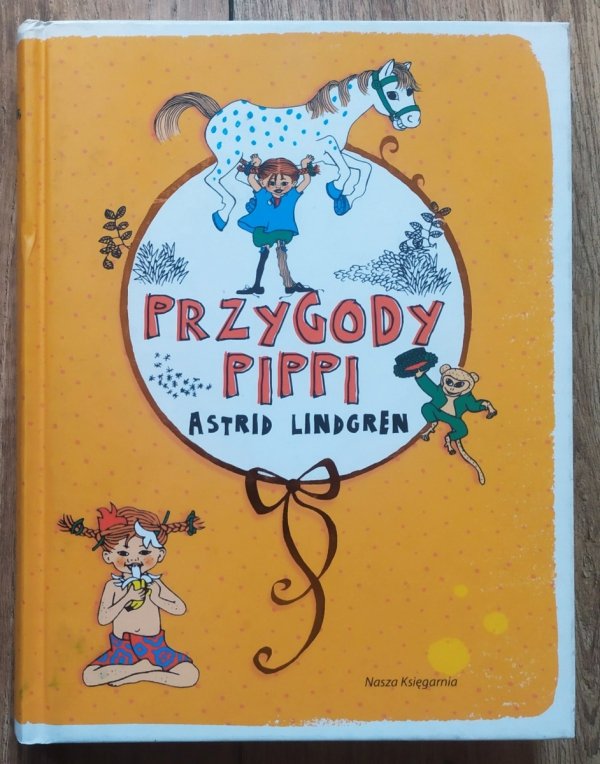 PRZYGODY
PIPPI
ASTRID LINDGREN
Nasza Księgarnia